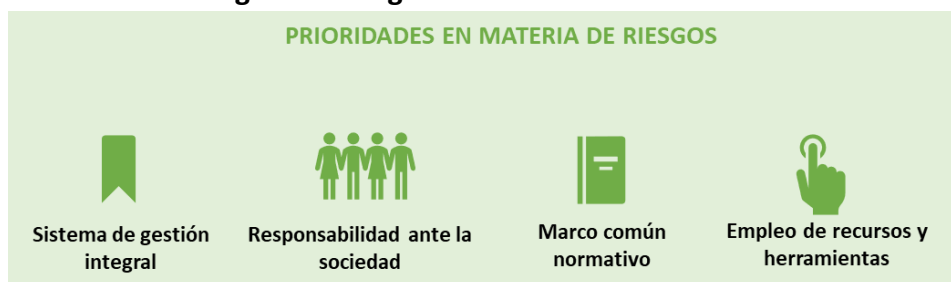 PRIORIDADES EN MATERIA DE RIESGOS
Sistema de gestión
integral
Responsabilidad ante la
sociedad
Marco común
normativo
Empleo de recursos y
herramientas